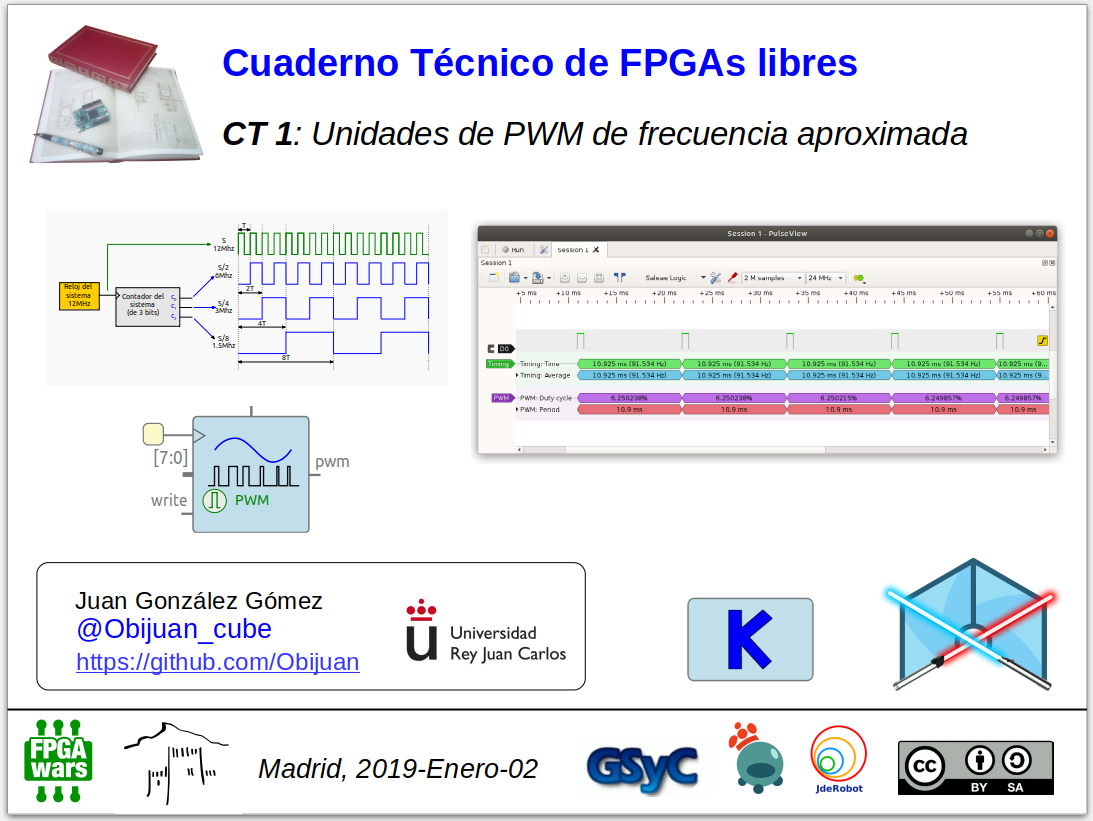 Cuaderno Técnico de FPGAs libres
CT 1: Unidades de PWM de frecuencia aproximada
T
S
12Mhz
S/2
6Mhz
2T
Reloj del
sistema
12MHz
Contador del
sistema
(de 3 bits)
S/4
3Mhz
4T
S/8
1.5Mhz
8T
Session 1 - PulseView
Run
Session 1 X
Session 1
Saleae Logic
2 M samples
24 MHz
+5 ms +10 ms +15 ms +20 ms +25 ms +30 ms +35 ms +40 ms +45 ms +50 ms +55 ms +60 ms
D0
Timing Timing: Time 10.925 ms (91.534 Hz) 10.925 ms (91.534 Hz) 10.925 ms (91.534 Hz) 10.925 ms (91.534 Hz) 10.925 ms (9...
Timing: Average 10.925 ms (91.534 Hz) 10.925 ms (91.534 Hz) 10.925 ms (91.534 Hz) 10.925 ms (91.534 Hz) 10.925 ms (9...
PWM PWM: Duty cycle 6.250238% 6.250238% 6.250215% 6.249857% 6.249857%
PWM: Period 10.9 ms 10.9 ms 10.9 ms 10.9 ms 10.9 ms
[7:0]
pwm
write
PWM
Juan González Gómez
@Obijuan_cube
https://github.com/Obijuan
u
Universidad
Rey Juan Carlos
K
FPGA
wars
Madrid, 2019-Enero-02
GSyC
JdeRobot
cc
BY SA